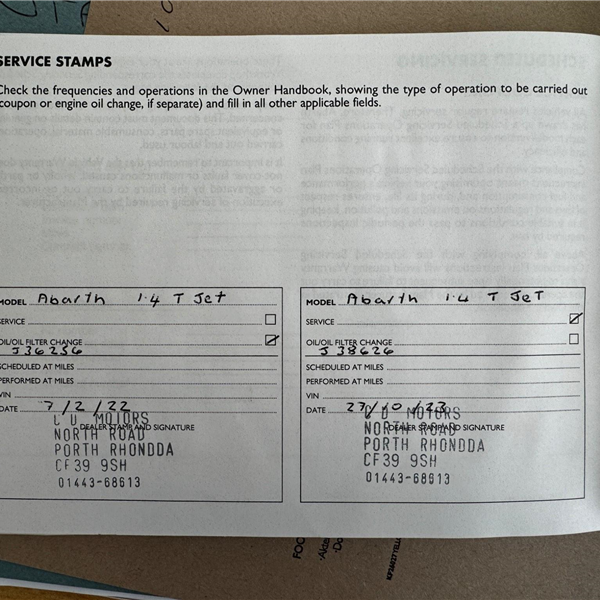 SERVICE STAMPS
Check the frequencies and operations in the Owner Handbook, showing the type of operation to be carried out
(coupon or engine oil change, if separate) and fill in all other applicable fields.
MODEL Abarth 1.4 T Jet
SERVICE
OIL/OIL FILTER CHANGE
J36256
SCHEDULED AT MILES
PERFORMED AT MILES
VIN
DATE 7/2/22
MOTORS
DEALER STAMP AND SIGNATURE
NORTH ROAD
PORTH RHONDDA
CF39 9SH
01443-68613
MODEL Abarth 1.4 T JeT
SERVICE
OIL/OIL FILTER CHANGE
J 38626
SCHEDULED AT MILES
PERFORMED AT MILES
VIN
DATE 27/10/23
MOTORS
DEALER STAMP AND SIGNATURE
NORTH ROAD
PORTH RHONDDA
CF39 9SH
01443-68613